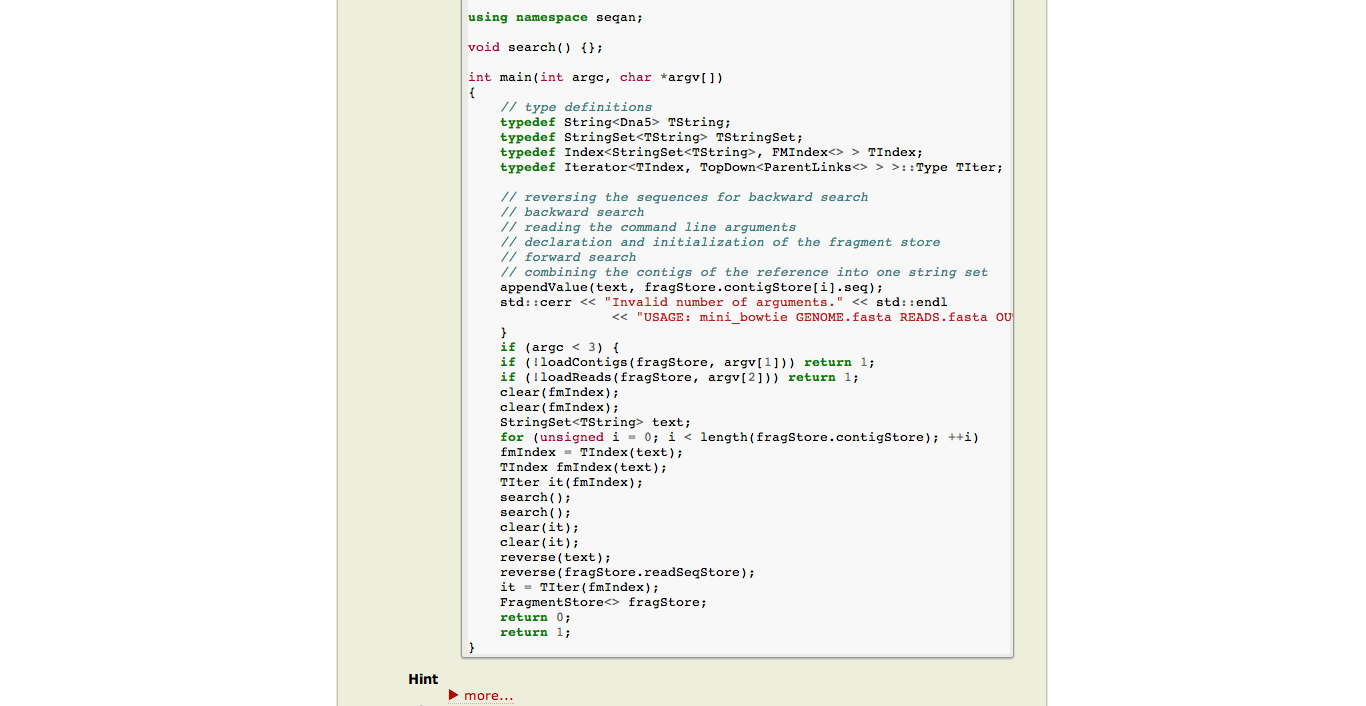 using namespace seqan;
void search() {};
int main(int argc, char *argv[])
{
// type definitions
typedef String<Dna5> TString;
typedef StringSet<TString> TStringSet;
typedef Index<StringSet<TString>, FMIndex<> > TIndex;
typedef Iterator<TIndex, TopDown<ParentLinks<> > >::Type TIter;
// reversing the sequences for backward search
// backward search
// reading the command line arguments
// declaration and initialization of the fragment store
// forward search
// combining the contigs of the reference into one string set
appendValue(text, fragStore.contigStore[i].seq);
std::cerr << "Invalid number of arguments." << std::endl
<< "USAGE: mini_bowtie GENOME.fasta READS.fasta
}
if (argc < 3) {
if (!loadContigs(fragStore, argv[1])) return 1;
if (!loadReads(fragStore, argv[2])) return 1;
clear(fmIndex);
clear(fmIndex);
StringSet<TString> text;
for (unsigned i = 0; i < length(fragStore.contigStore); ++i)
fmIndex = TIndex(text);
TIndex fmIndex(text);
TIter it(fmIndex);
search();
search();
clear(it);
clear(it);
reverse(text);
reverse(fragStore.readSeqStore);
it = TIter(fmIndex);
FragmentStore<> fragStore;
return 0;
return 1;
}
Hint
more...